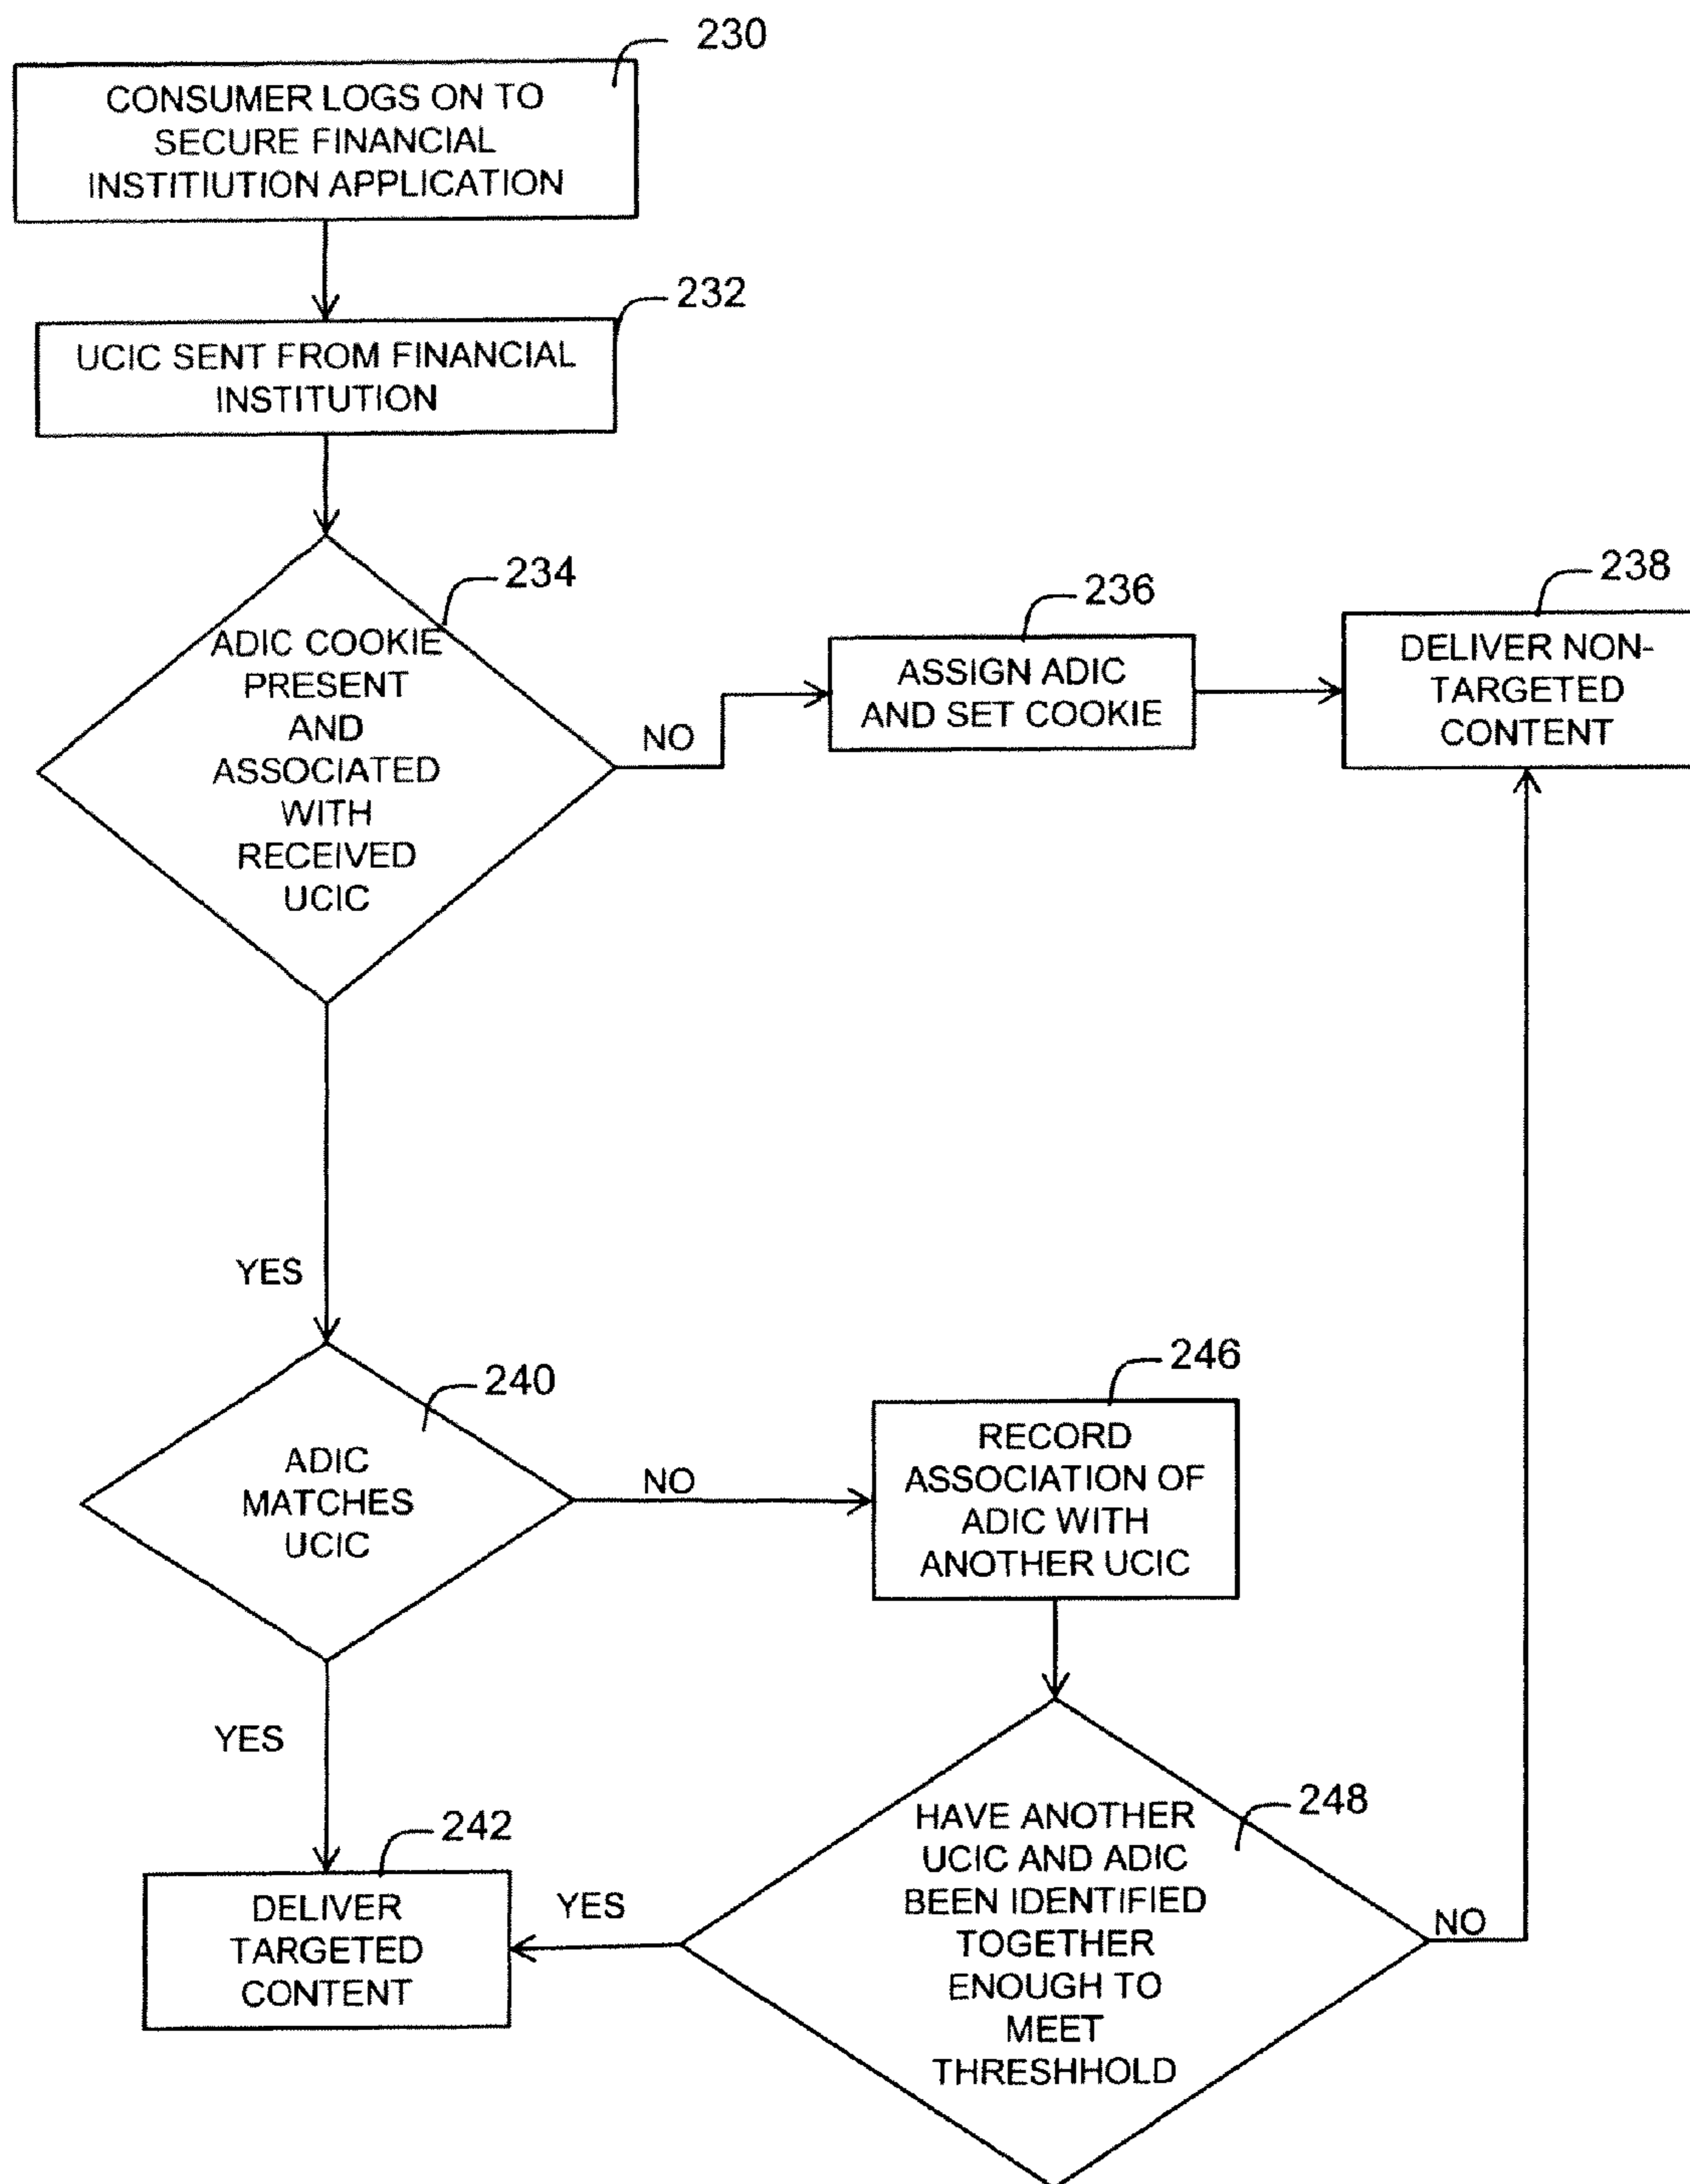 230
CONSUMER LOGS ON TO
SECURE FINANCIAL
INSTITIUTION APPLICATION
232
UCIC SENT FROM FINANCIAL
INSTITUTION
234
ADIC COOKIE
PRESENT
AND
ASSOCIATED
WITH
RECEIVED
UCIC
NO
236
ASSIGN ADIC
AND SET COOKIE
238
DELIVER NON-
TARGETED
CONTENT
YES
240
ADIC
MATCHES
UCIC
NO
246
RECORD
ASSOCIATION OF
ADIC WITH
ANOTHER UCIC
YES
242
DELIVER
TARGETED
CONTENT
YES
248
HAVE ANOTHER
UCIC AND ADIC
BEEN IDENTIFIED
TOGETHER
ENOUGH TO
MEET
THRESHHOLD
NO